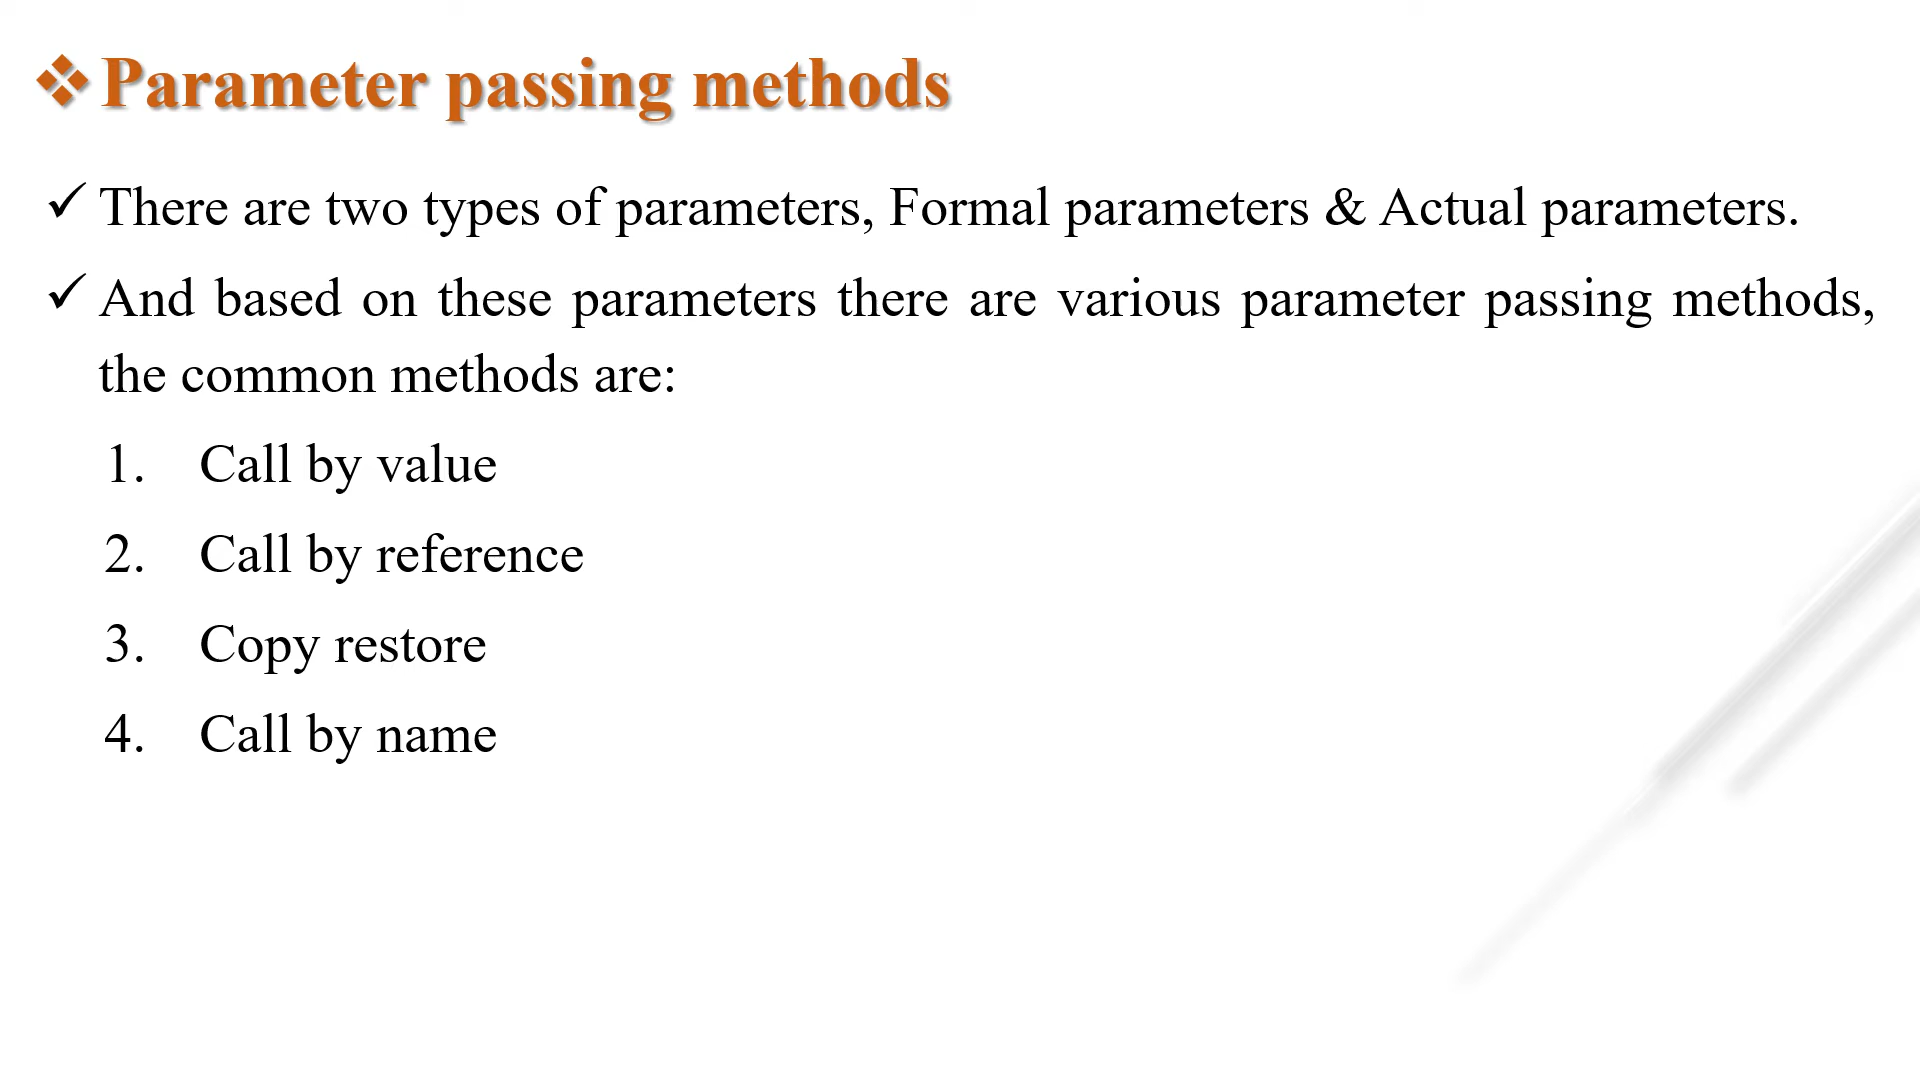 ❖Parameter passing methods
✓ There are two types of parameters, Formal parameters & Actual parameters.
✓ And based on these parameters there are various parameter passing methods,
the common methods are:
1. Call by value
2. Call by reference
3. Copy restore
4. Call by name